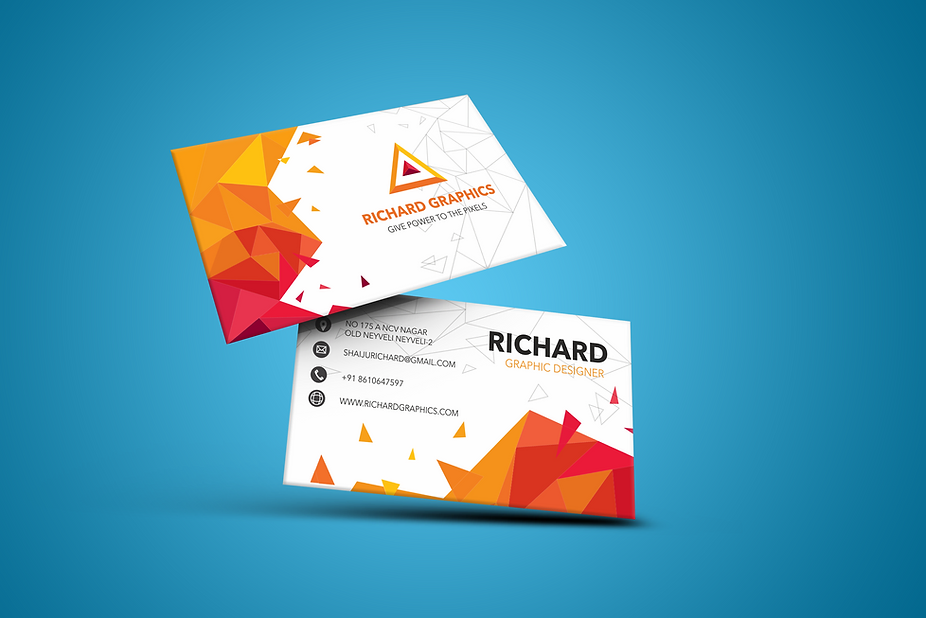 RICHARD GRAPHICS
GIVE POWER TO THE PIXELS
NO 175 A NCV NAGAR
OLD NEYVELI NEYVELI-2
SHAIJURICHARD@GMAIL.COM
+91 8610647597
WWW.RICHARDGRAPHICS.COM
RICHARD
GRAPHIC DESIGNER